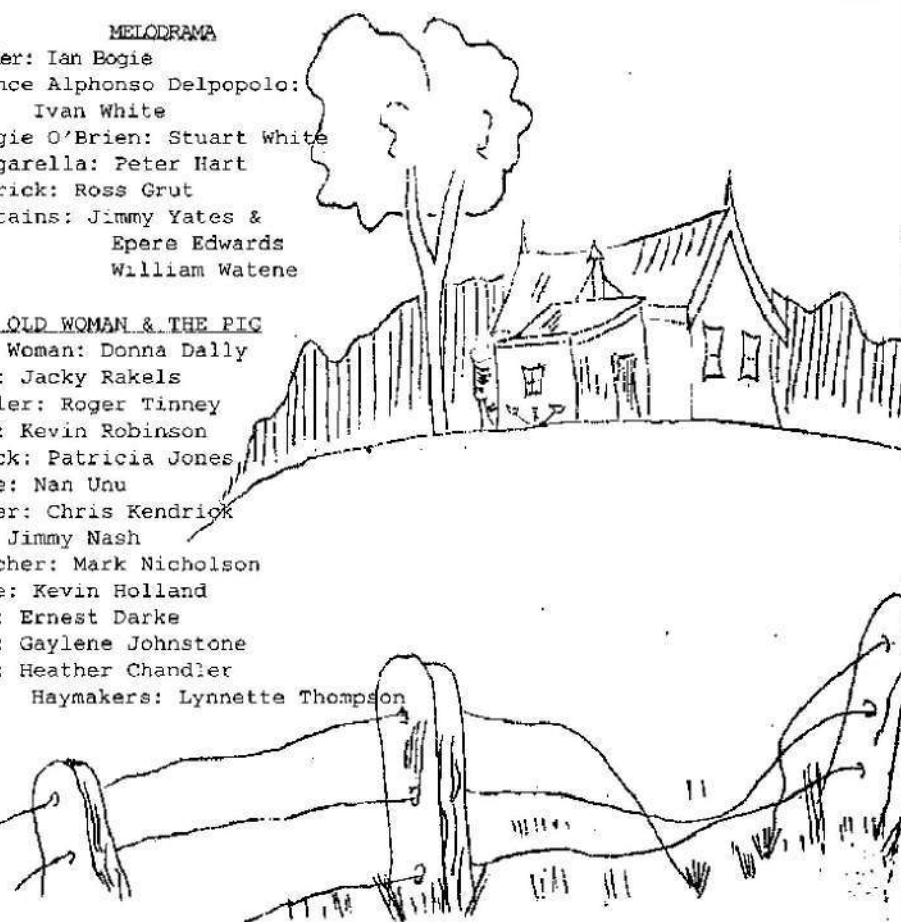 MELODRAMA
er: Ian Bogie
nce Alphonso Delpopolo:
Ivan White
gie O'Brien: Stuart White
garella: Peter Hart
rick: Ross Grut
tains: Jimmy Yates &
Epere Edwards
William Watene
OLD WOMAN & THE PIG
Woman: Donna Dally
: Jacky Rakels
ler: Roger Tinney
: Kevin Robinson
ck: Patricia Jones
e: Nan Unu
er: Chris Kendrick
Jimmy Nash
cher: Mark Nicholson
e: Kevin Holland
: Ernest Darke
: Gaylene Johnstone
: Heather Chandler
Haymakers: Lynnette Thompson